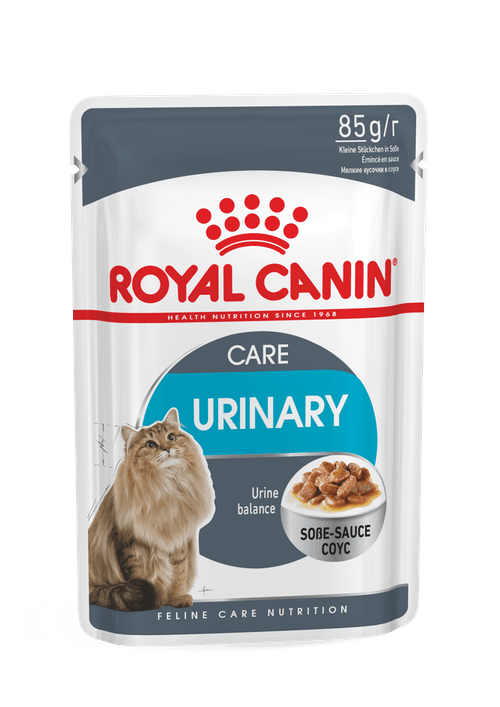 85g/г
Kleine Stückchen in Soße
Émincé en sauce
Мелкие кусочки в соусе
ROYAL CANIN®
HEALTH NUTRITION SINCE 1968
CARE
URINARY
Urine
balance
SOßE-SAUCE
СОУС
FELINE CARE NUTRITION